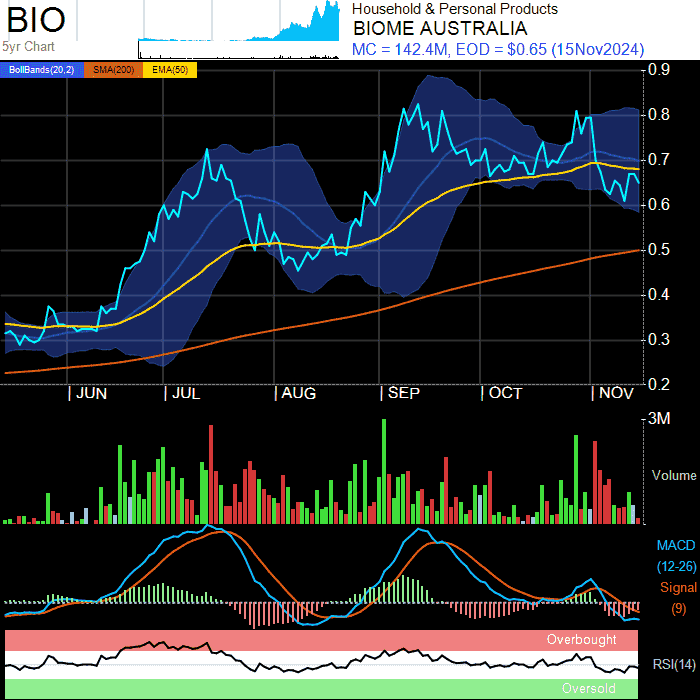 BIO
5yr Chart
Household & Personal Products
BIOME AUSTRALIA
MC = 142.4M, EOD = $0.65 (15Nov2024)
BollBands(20,2) SMA(200) EMA(50)
0.9
0.8
0.7
0.6
0.5
0.4
0.3
0.2
JUN JUL AUG SEP OCT NOV
3M
Volume
MACD
(12-26)
Signal
(9)
Overbought
RSI(14)
Oversold